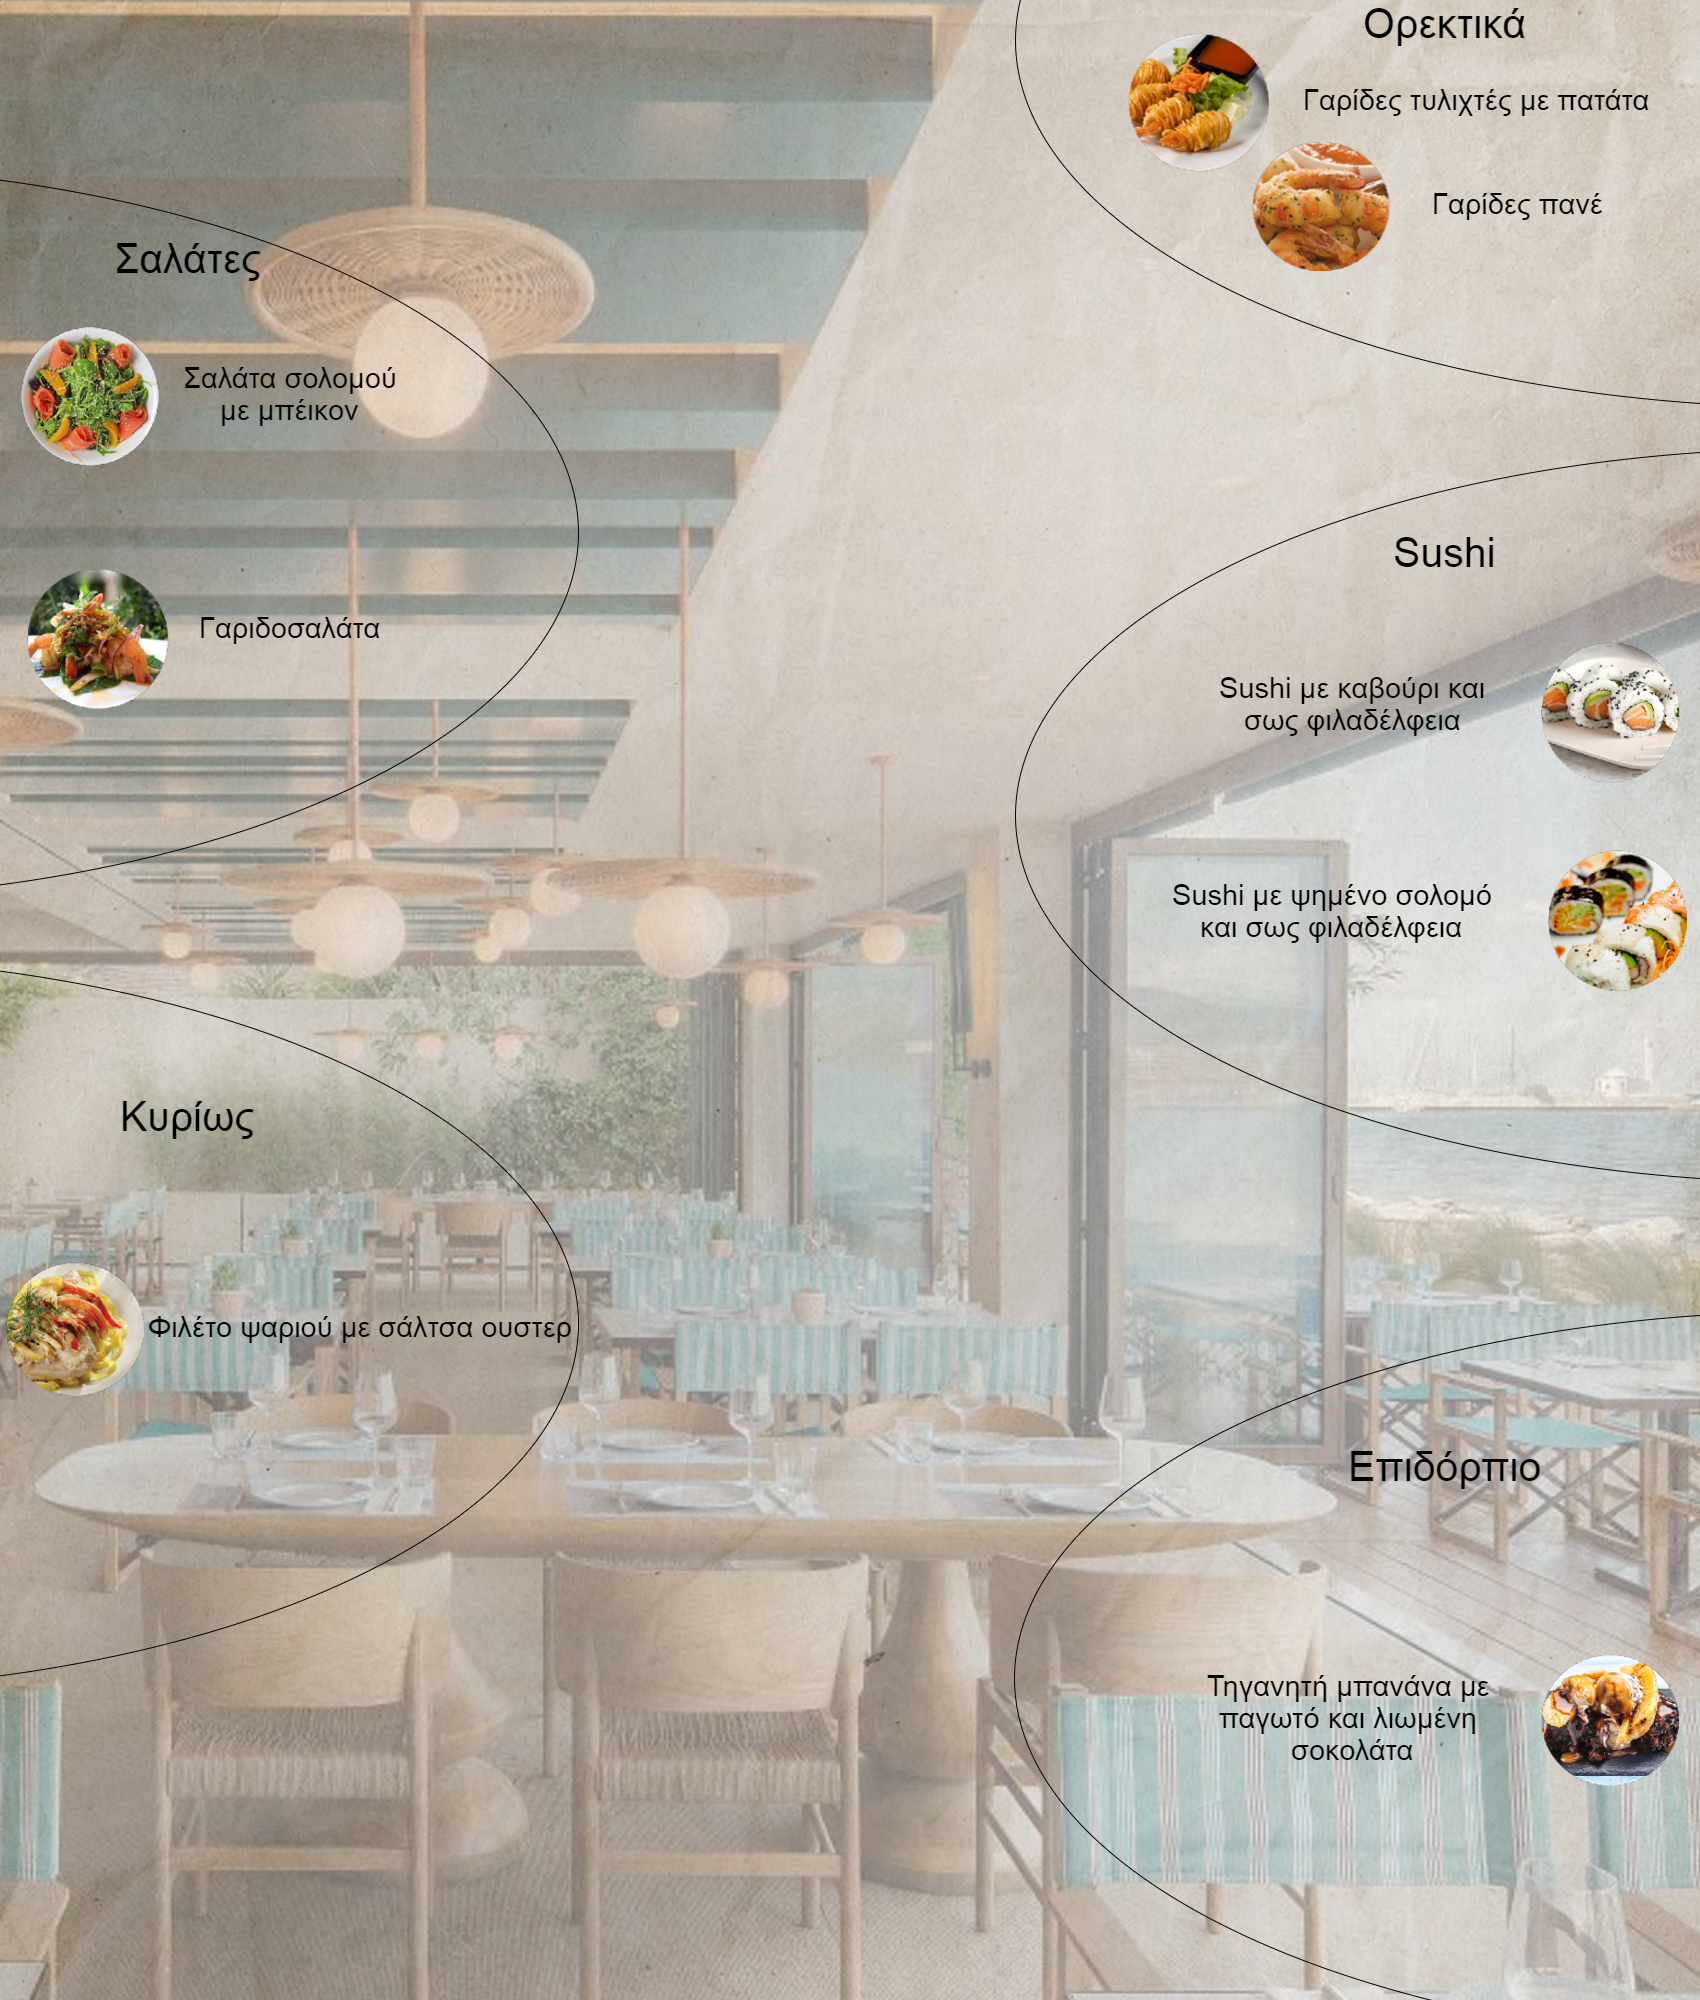 Ορεκτικά
Γαρίδες τυλιχτές με πατάτα
Γαρίδες πανέ
Σαλάτες
Σαλάτα σολομού
με μπέικον
Γαριδοσαλάτα
Sushi
Sushi με καβούρι και
σως φιλαδέλφεια
Sushi με ψημένο σολομό
και σως φιλαδέλφεια
Κυρίως
Φιλέτο ψαριού με σάλτσα ουστερ
Επιδόρπιο
Τηγανητή μπανάνα με
παγωτό και λιωμένη
σοκολάτα